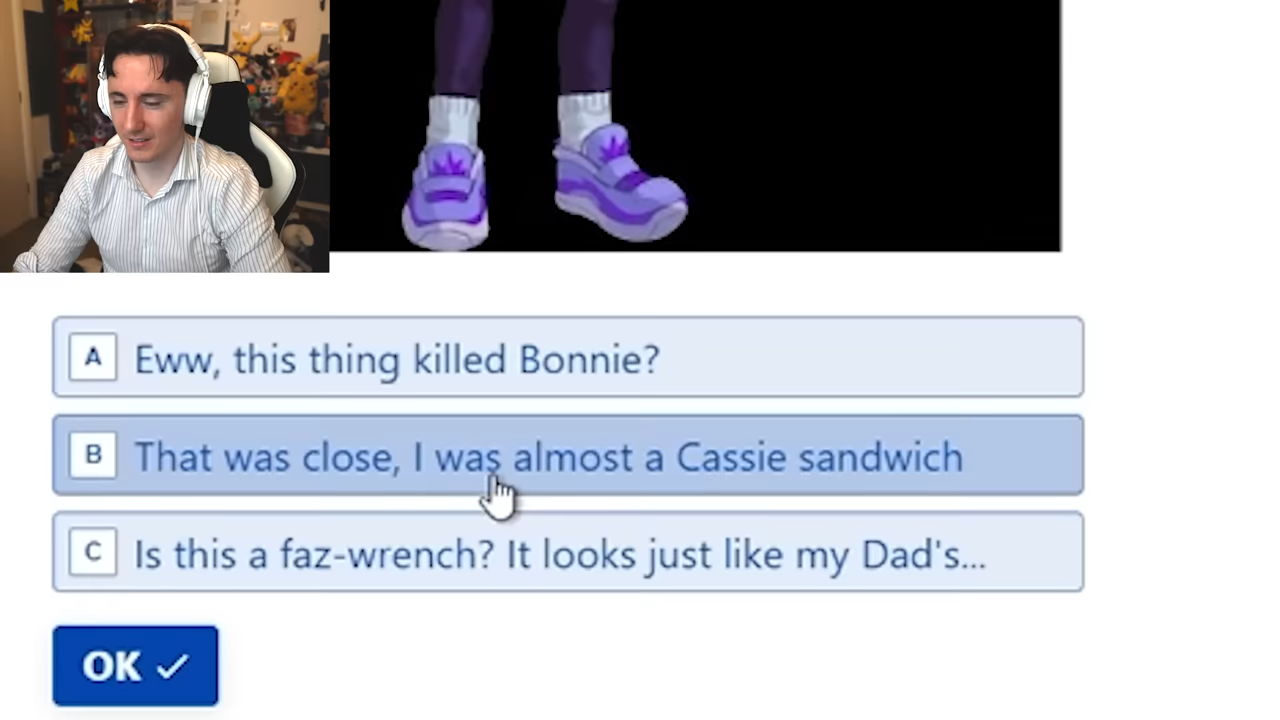 A Eww, this thing killed Bonnie?
B That was close, I was almost a Cassie sandwich
C Is this a faz-wrench? It looks just like my Dad's...
OK ✓